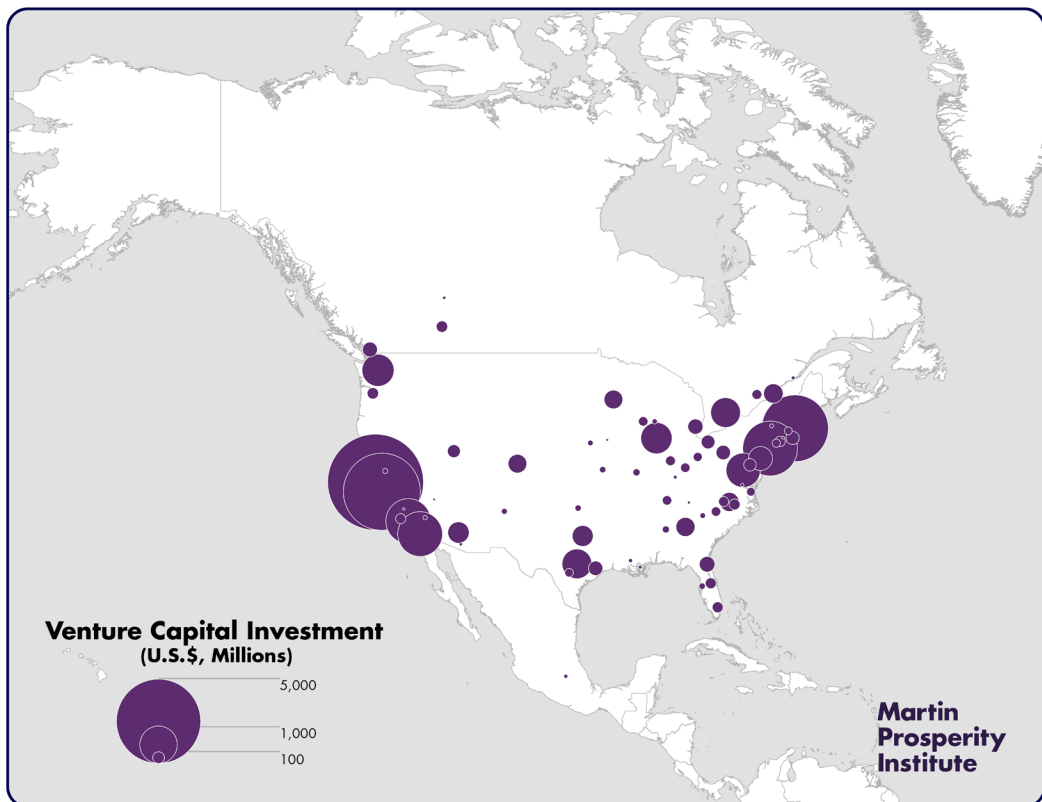 Venture Capital Investment
(U.S.$, Millions)
5,000
1,000
100
Martin
Prosperity
Institute